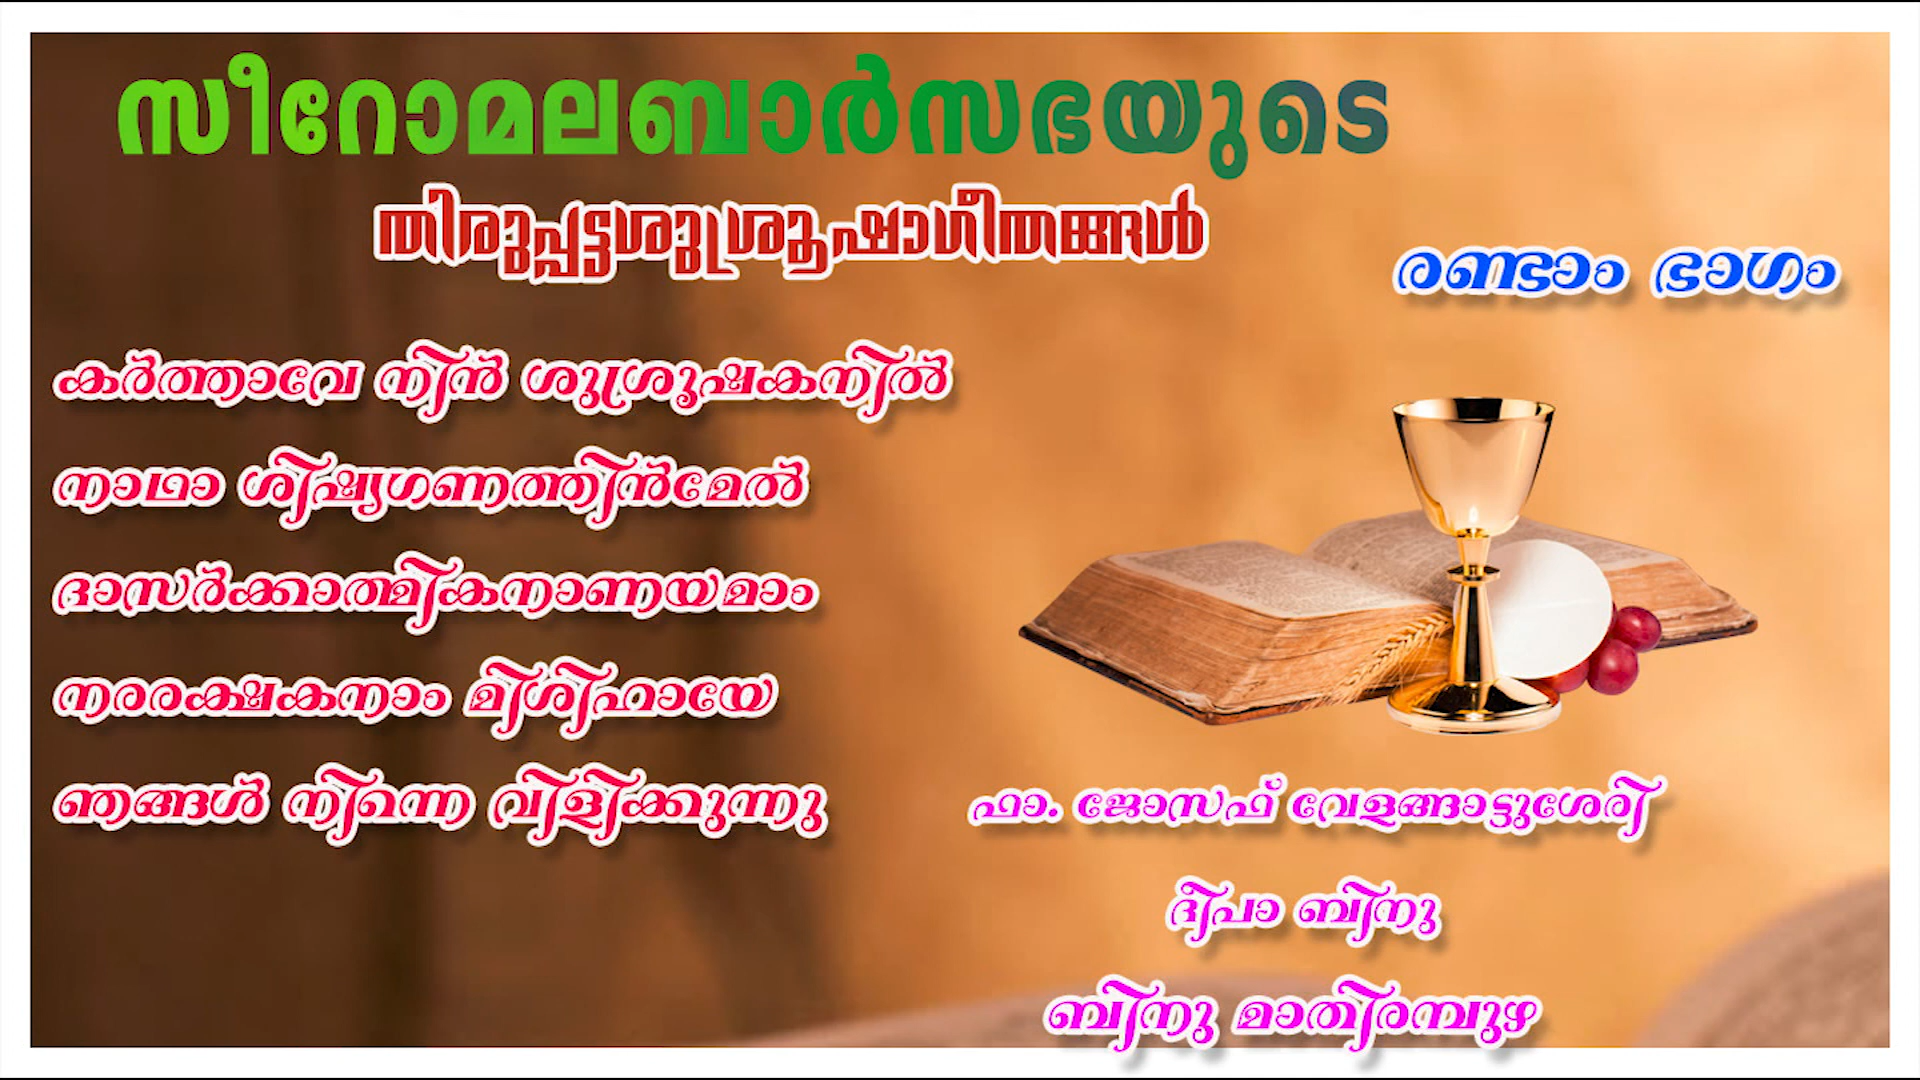 സീറോമലബാർസഭയുടെ
തിരുപ്പട്ടശുശ്രൂഷാഗീതങ്ങൾ
രണ്ടാം ഭാഗം
കർത്താവേ നിൻ ശുശ്രൂഷകനിൽ
നാഥാ ശിഷ്യഗണത്തിൻമേൽ
ദാസർക്കാത്മികനാണയമാം
നരരക്ഷകനാം മിശിഹായേ
ഞങ്ങൾ നിന്നെ വിളിക്കുന്നു
ഫാ. ജോസഫ് വേളങ്ങാട്ടുശേരി
ദീപാ ബിനു
ബിനു മാതിരമ്പുഴ